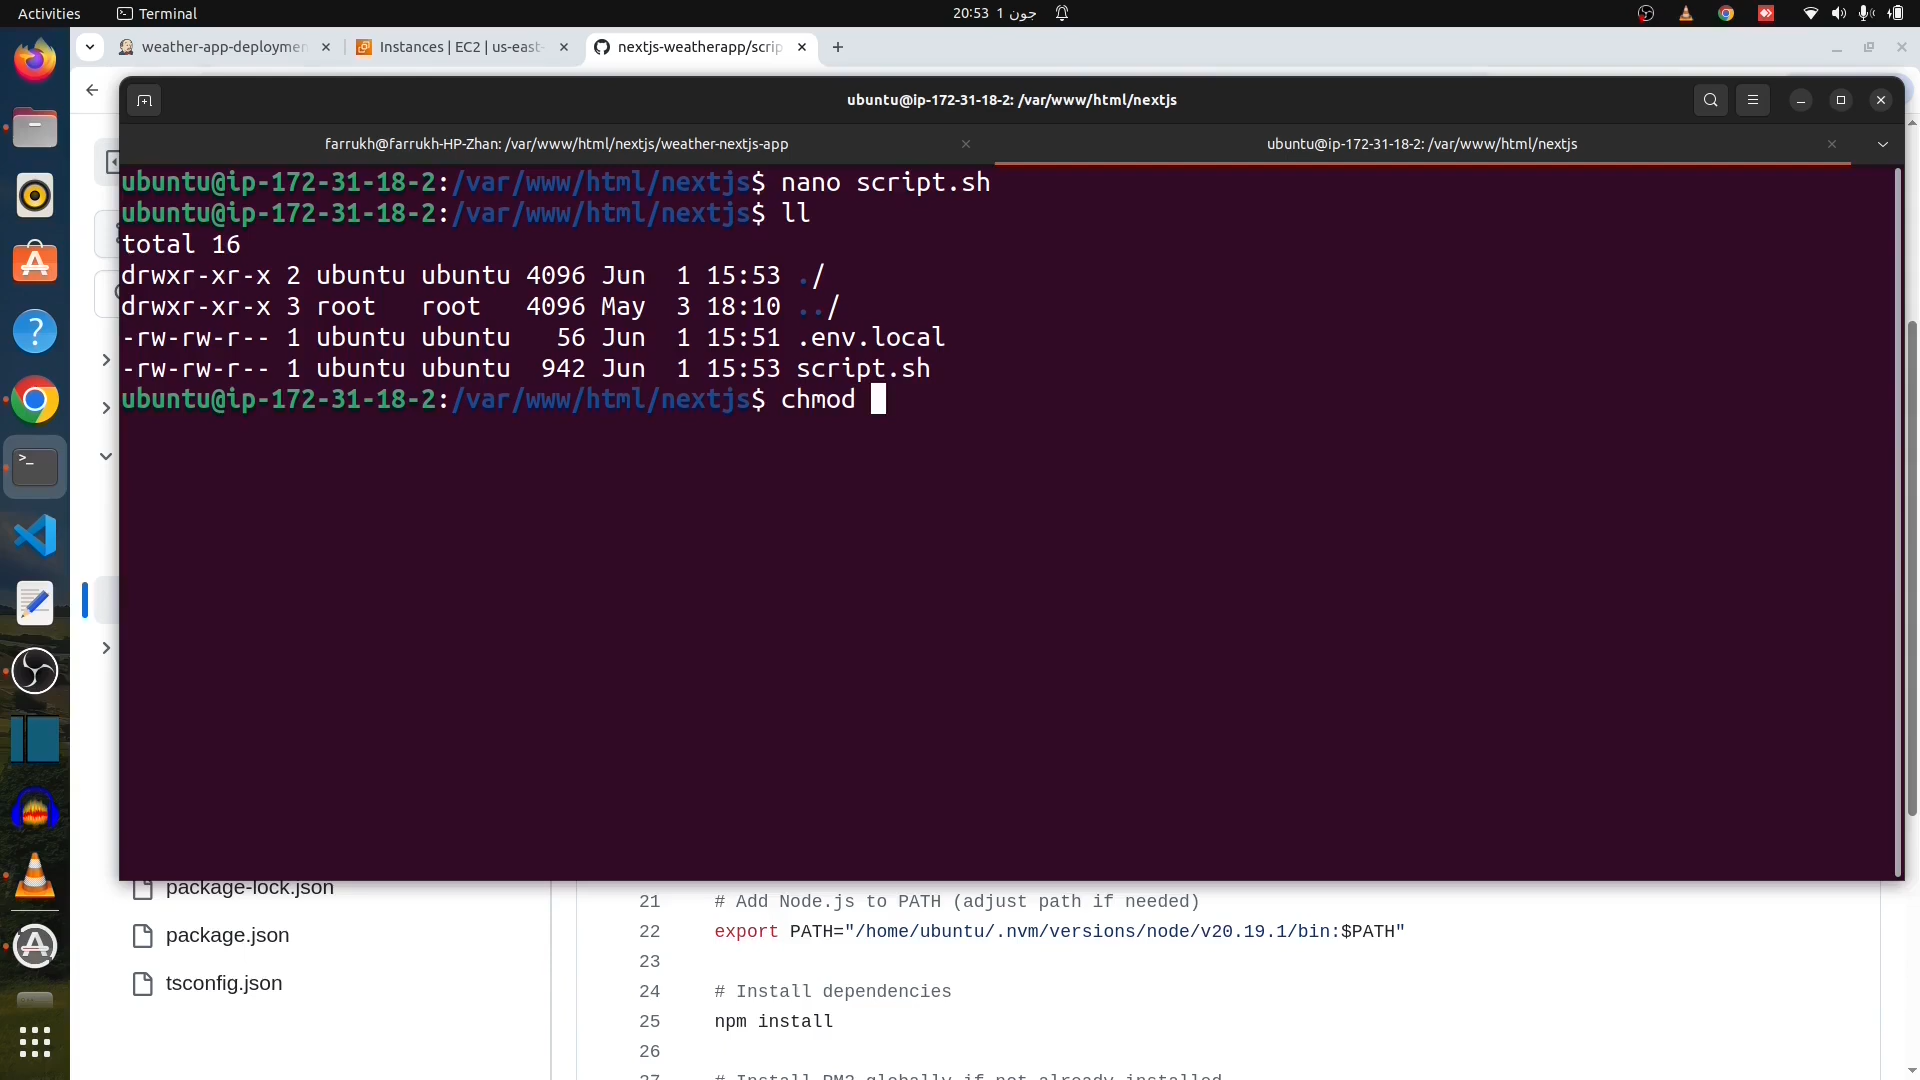 Activities
Terminal
20:53 1 جون
weather-app-deploymen
Instances | EC2 | us-east-
nextjs-weatherapp/scrip
ubuntu@ip-172-31-18-2: /var/www/html/nextjs
farrukh@farrukh-HP-Zhan: /var/www/html/nextjs/weather-nextjs-app
ubuntu@ip-172-31-18-2: /var/www/html/nextjs
ubuntu@ip-172-31-18-2:/var/www/html/nextjs$ nano script.sh
ubuntu@ip-172-31-18-2:/var/www/html/nextjs$ ll
total 16
drwxr-xr-x 2 ubuntu ubuntu 4096 Jun  1 15:53 ./
drwxr-xr-x 3 root   root   4096 May  3 18:10 ../
-rw-rw-r-- 1 ubuntu ubuntu   56 Jun  1 15:51 .env.local
-rw-rw-r-- 1 ubuntu ubuntu  942 Jun  1 15:53 script.sh
ubuntu@ip-172-31-18-2:/var/www/html/nextjs$ chmod
package-lock.json
package.json
tsconfig.json
21 # Add Node.js to PATH (adjust path if needed)
22 export PATH="/home/ubuntu/.nvm/versions/node/v20.19.1/bin:$PATH"
23
24 # Install dependencies
25 npm install
26
27 # Install PM2 globally if not already installed